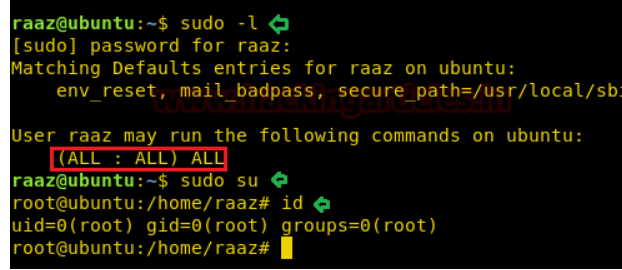 raaz@ubuntu:~$ sudo -l
[sudo] password for raaz:
Matching Defaults entries for raaz on ubuntu:
    env_reset, mail_badpass, secure_path=/usr/local/sbi
www.hackingarticles.in
User raaz may run the following commands on ubuntu:
    (ALL : ALL) ALL
raaz@ubuntu:~$ sudo su
root@ubuntu:/home/raaz# id
uid=0(root) gid=0(root) groups=0(root)
root@ubuntu:/home/raaz#